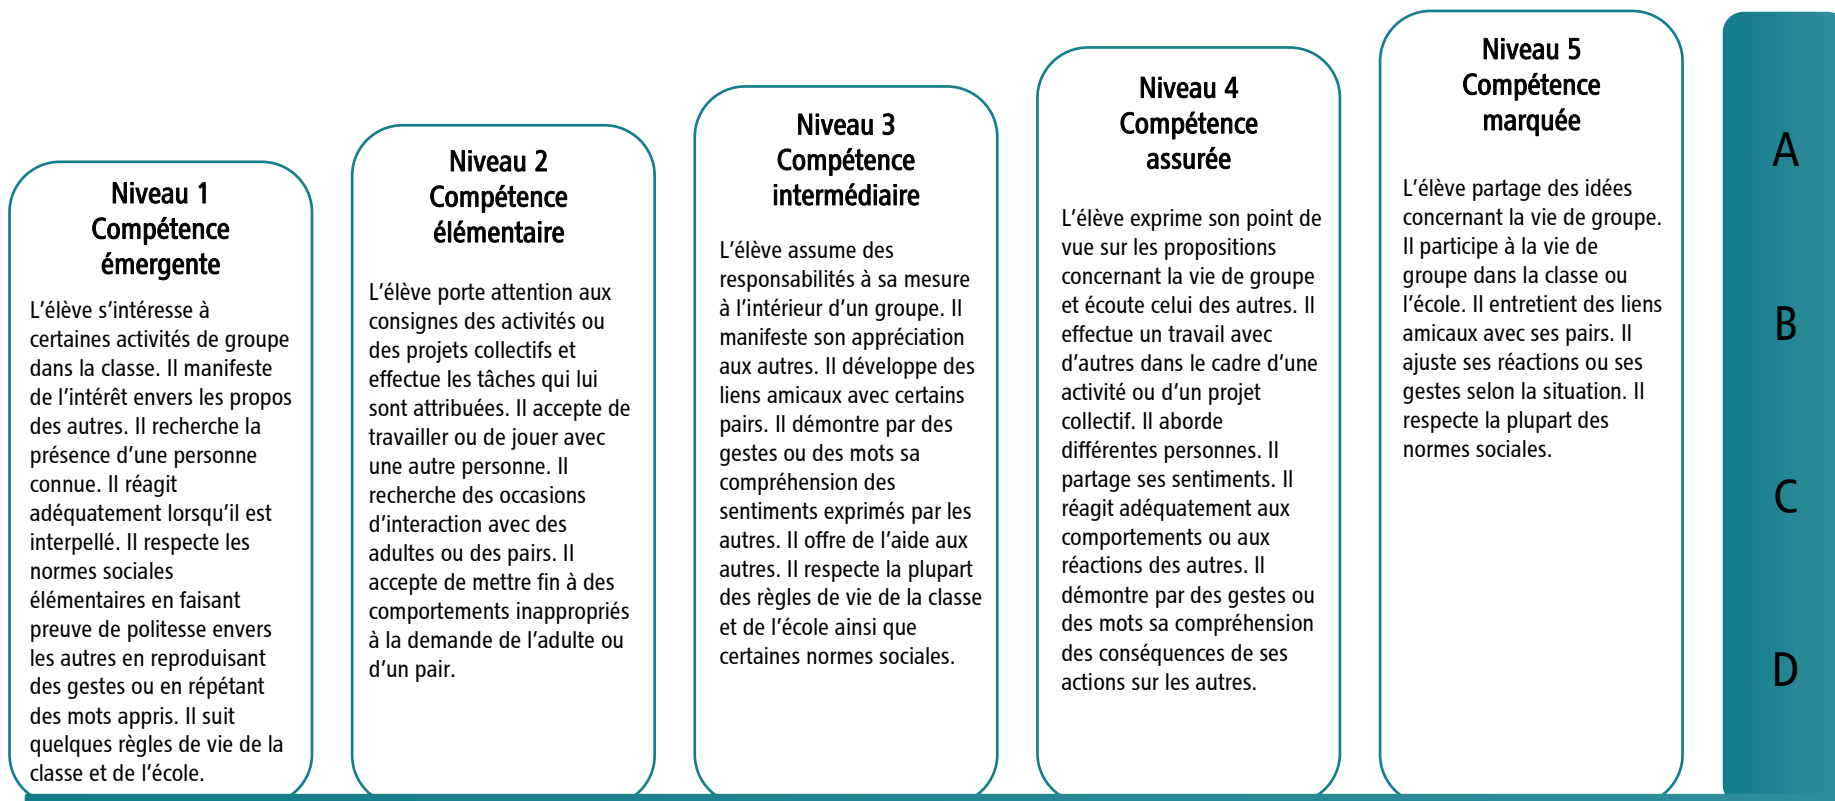 Niveau 1
Compétence
émergente
L’élève s’intéresse à
certaines activités de groupe
dans la classe. Il manifeste
de l’intérêt envers les propos
des autres. Il recherche la
présence d’une personne
connue. Il réagit
adéquatement lorsqu’il est
interpellé. Il respecte les
normes sociales
élémentaires en faisant
preuve de politesse envers
les autres en reproduisant
des gestes ou en répétant
des mots appris. Il suit
quelques règles de vie de la
classe et de l’école.
Niveau 2
Compétence
élémentaire
L’élève porte attention aux
consignes des activités ou
des projets collectifs et
effectue les tâches qui lui
sont attribuées. Il accepte de
travailler ou de jouer avec
une autre personne. Il
recherche des occasions
d’interaction avec des
adultes ou des pairs. Il
accepte de mettre fin à des
comportements inappropriés
à la demande de l’adulte ou
d’un pair.
Niveau 3
Compétence
intermédiaire
L’élève assume des
responsabilités à sa mesure
à l’intérieur d’un groupe. Il
manifeste son appréciation
aux autres. Il développe des
liens amicaux avec certains
pairs. Il démontre par des
gestes ou des mots sa
compréhension des
sentiments exprimés par les
autres. Il offre de l’aide aux
autres. Il respecte la plupart
des règles de vie de la classe
et de l’école ainsi que
certaines normes sociales.
Niveau 4
Compétence
assurée
L’élève exprime son point de
vue sur les propositions
concernant la vie de groupe
et écoute celui des autres. Il
effectue un travail avec
d’autres dans le cadre d’une
activité ou d’un projet
collectif. Il aborde
différentes personnes. Il
partage ses sentiments. Il
réagit adéquatement aux
comportements ou aux
réactions des autres. Il
démontre par des gestes ou
des mots sa compréhension
des conséquences de ses
actions sur les autres.
Niveau 5
Compétence
marquée
L’élève partage des idées
concernant la vie de groupe.
Il participe à la vie de
groupe dans la classe ou
l’école. Il entretient des liens
amicaux avec ses pairs. Il
ajuste ses réactions ou ses
gestes selon la situation. Il
respecte la plupart des
normes sociales.
A
B
C
D